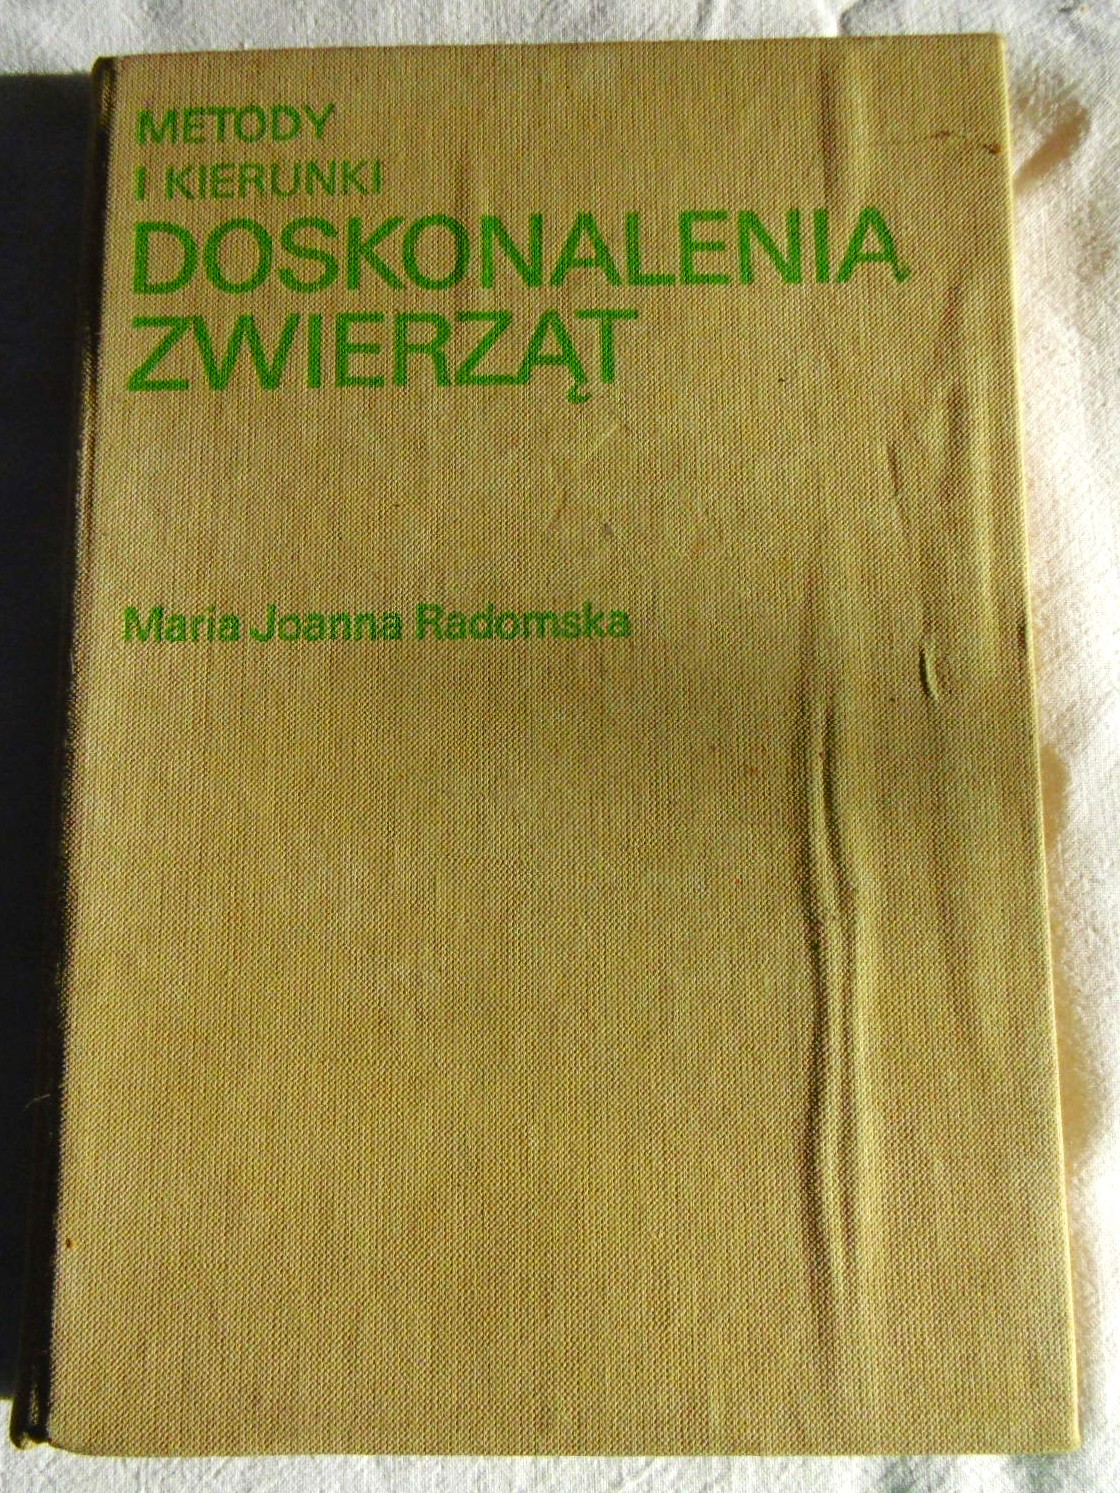 METODY
I KIERUNKI
DOSKONALENIA
ZWIERZĄT
Maria Joanna Radomska